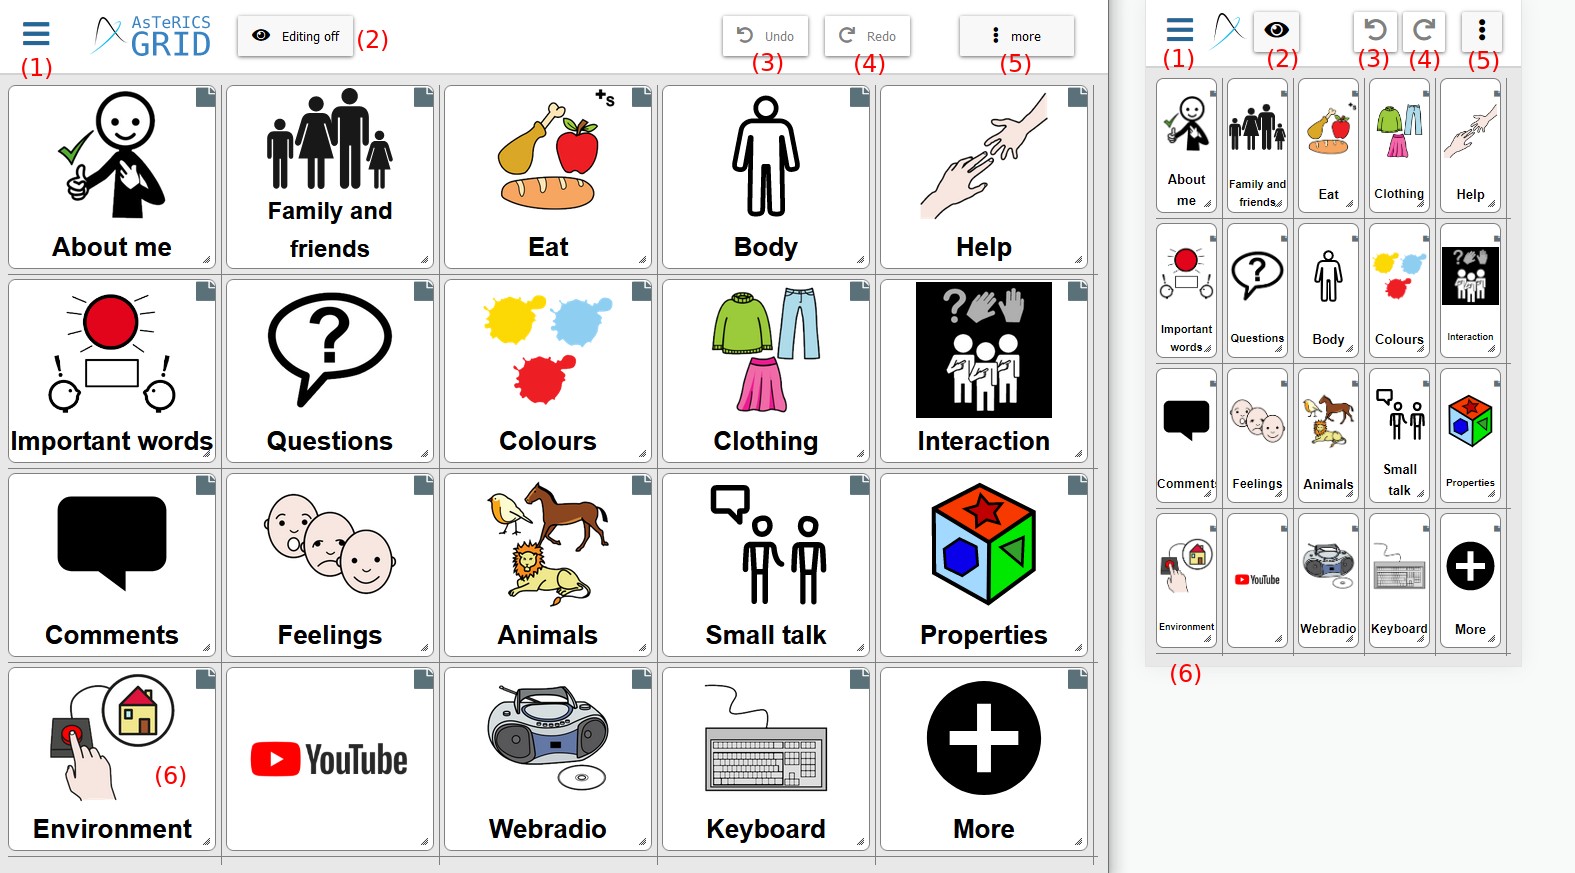 AsTeRICS
GRID
Editing off
(2)
Undo
Redo
more
(1)
(3)
(4)
(5)
+s
About me
Family and
friends
Eat
Body
Help
Important words
Questions
Colours
Clothing
Interaction
Comments
Feelings
Animals
Small talk
Properties
(6)
YouTube
Environment
Webradio
Keyboard
More
(1)
(2)
(3)
(4)
(5)
+s
About
me
Family and
friends
Eat
Clothing
Help
Important
words
Questions
Body
Colours
Interaction
Comment
Feelings
Animals
Small
talk
Properties
YouTube
Environment
Webradio
Keyboard
More
(6)